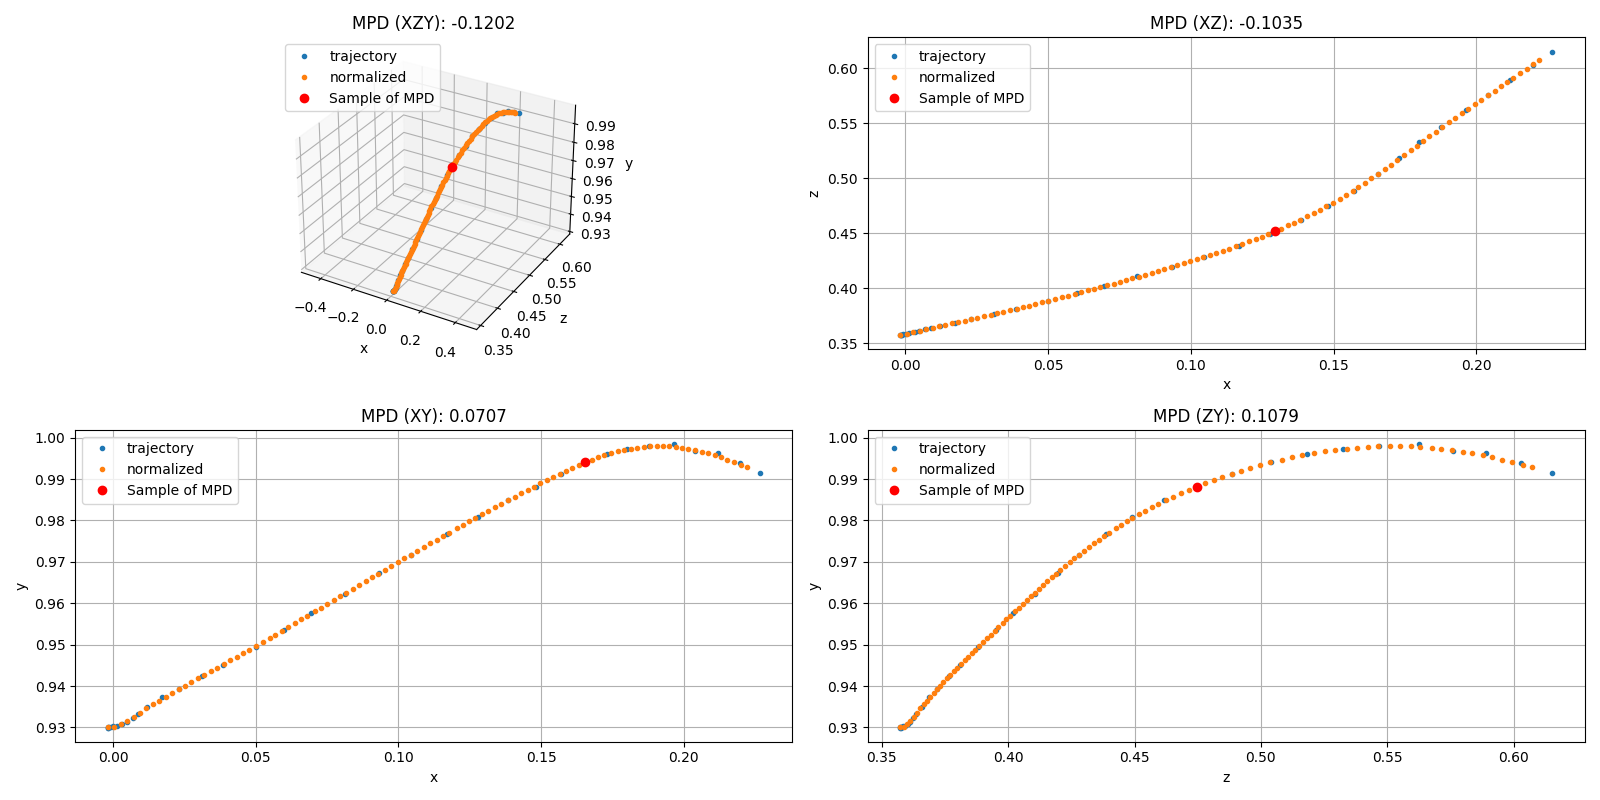 MPD (XZY): -0.1202
trajectory
normalized
Sample of MPD
0.99
0.98
0.97
0.96
0.95
0.94
0.93
y
0.60
0.55
0.50
0.45
0.40
0.35
z
−0.4
−0.2
0.0
0.2
0.4
x
MPD (XZ): -0.1035
trajectory
normalized
Sample of MPD
0.60
0.55
0.50
0.45
0.40
0.35
z
0.00 0.05 0.10 0.15 0.20
x
MPD (XY): 0.0707
trajectory
normalized
Sample of MPD
1.00
0.99
0.98
0.97
0.96
0.95
0.94
0.93
y
0.00 0.05 0.10 0.15 0.20
x
MPD (ZY): 0.1079
trajectory
normalized
Sample of MPD
1.00
0.99
0.98
0.97
0.96
0.95
0.94
0.93
y
0.35 0.40 0.45 0.50 0.55 0.60
z